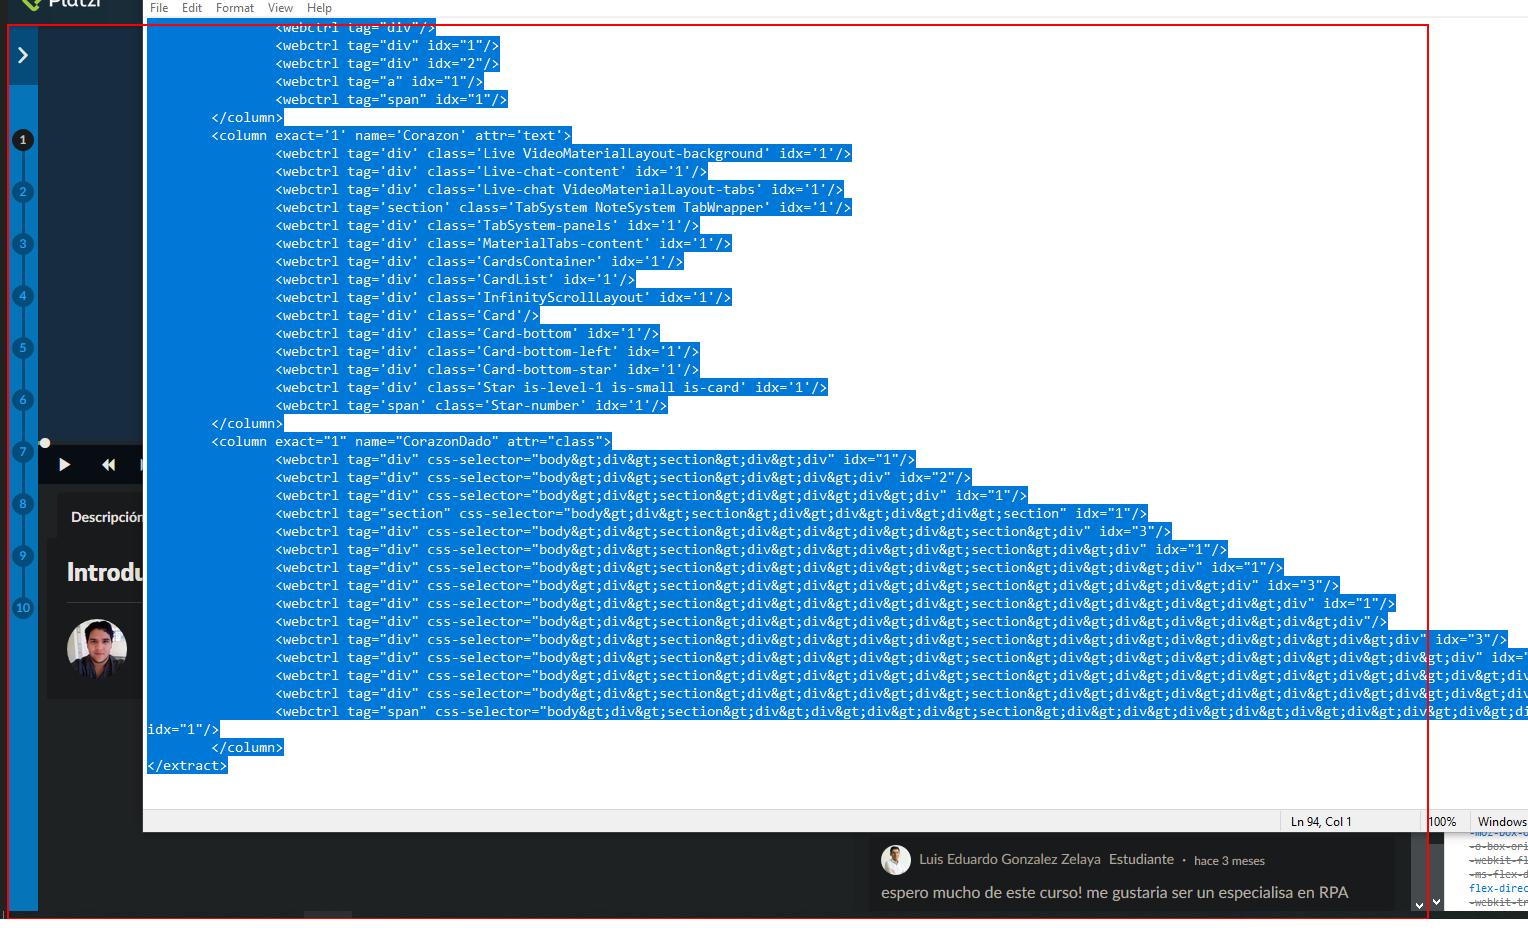 Platzi
File Edit Format View Help
<webctrl tag="div"/>
<webctrl tag="div" idx="1"/>
<webctrl tag="div" idx="2"/>
<webctrl tag="a" idx="1"/>
<webctrl tag="span" idx="1"/>
</column>
<column exact='1' name='Corazon' attr='text'>
<webctrl tag='div' class='Live VideoMaterialLayout-background' idx='1'/>
<webctrl tag='div' class='Live-chat-content' idx='1'/>
<webctrl tag='div' class='Live-chat VideoMaterialLayout-tabs' idx='1'/>
<webctrl tag='section' class='TabSystem NoteSystem TabWrapper' idx='1'/>
<webctrl tag='div' class='TabSystem-panels' idx='1'/>
<webctrl tag='div' class='MaterialTabs-content' idx='1'/>
<webctrl tag='div' class='CardsContainer' idx='1'/>
<webctrl tag='div' class='CardList' idx='1'/>
<webctrl tag='div' class='InfinityScrollLayout' idx='1'/>
<webctrl tag='div' class='Card'/>
<webctrl tag='div' class='Card-bottom' idx='1'/>
<webctrl tag='div' class='Card-bottom-left' idx='1'/>
<webctrl tag='div' class='Card-bottom-star' idx='1'/>
<webctrl tag='div' class='Star is-level-1 is-small is-card' idx='1'/>
<webctrl tag='span' class='Star-number' idx='1'/>
</column>
<column exact="1" name="CorazonDado" attr="class">
<webctrl tag="div" css-selector="body&gt;div&gt;section&gt;div&gt;div" idx="1"/>
<webctrl tag="div" css-selector="body&gt;div&gt;section&gt;div&gt;div&gt;div" idx="2"/>
<webctrl tag="div" css-selector="body&gt;div&gt;section&gt;div&gt;div&gt;div&gt;div" idx="1"/>
<webctrl tag="section" css-selector="body&gt;div&gt;section&gt;div&gt;div&gt;div&gt;div&gt;section" idx="1"/>
<webctrl tag="div" css-selector="body&gt;div&gt;section&gt;div&gt;div&gt;div&gt;div&gt;section&gt;div" idx="3"/>
<webctrl tag="div" css-selector="body&gt;div&gt;section&gt;div&gt;div&gt;div&gt;div&gt;section&gt;div&gt;div" idx="1"/>
<webctrl tag="div" css-selector="body&gt;div&gt;section&gt;div&gt;div&gt;div&gt;div&gt;section&gt;div&gt;div&gt;div" idx="1"/>
<webctrl tag="div" css-selector="body&gt;div&gt;section&gt;div&gt;div&gt;div&gt;div&gt;section&gt;div&gt;div&gt;div&gt;div" idx="3"/>
<webctrl tag="div" css-selector="body&gt;div&gt;section&gt;div&gt;div&gt;div&gt;div&gt;section&gt;div&gt;div&gt;div&gt;div&gt;div" idx="1"/>
<webctrl tag="div" css-selector="body&gt;div&gt;section&gt;div&gt;div&gt;div&gt;div&gt;section&gt;div&gt;div&gt;div&gt;div&gt;div&gt;div"/>
<webctrl tag="div" css-selector="body&gt;div&gt;section&gt;div&gt;div&gt;div&gt;div&gt;section&gt;div&gt;div&gt;div&gt;div&gt;div&gt;div&gt;div" idx="3"/>
<webctrl tag="div" css-selector="body&gt;div&gt;section&gt;div&gt;div&gt;div&gt;div&gt;section&gt;div&gt;div&gt;div&gt;div&gt;div&gt;div&gt;div&gt;div" idx="
<webctrl tag="div" css-selector="body&gt;div&gt;section&gt;div&gt;div&gt;div&gt;div&gt;section&gt;div&gt;div&gt;div&gt;div&gt;div&gt;div&gt;div&gt;div&gt;div
<webctrl tag="div" css-selector="body&gt;div&gt;section&gt;div&gt;div&gt;div&gt;div&gt;section&gt;div&gt;div&gt;div&gt;div&gt;div&gt;div&gt;div&gt;div&gt;div
<webctrl tag="span" css-selector="body&gt;div&gt;section&gt;div&gt;div&gt;div&gt;div&gt;section&gt;div&gt;div&gt;div&gt;div&gt;div&gt;div&gt;div&gt;div&gt;di
idx="1"/>
</column>
</extract>
1
2
3
4
5
6
7
8
9
10
Descripción
Introdu
Ln 94, Col 1 100% Windows
Luis Eduardo Gonzalez Zelaya Estudiante · hace 3 meses
espero mucho de este curso! me gustaria ser un especialisa en RPA
-o-box-ori
-webkit-fl
-ms-flex-d
flex-direc
-webkit-tr